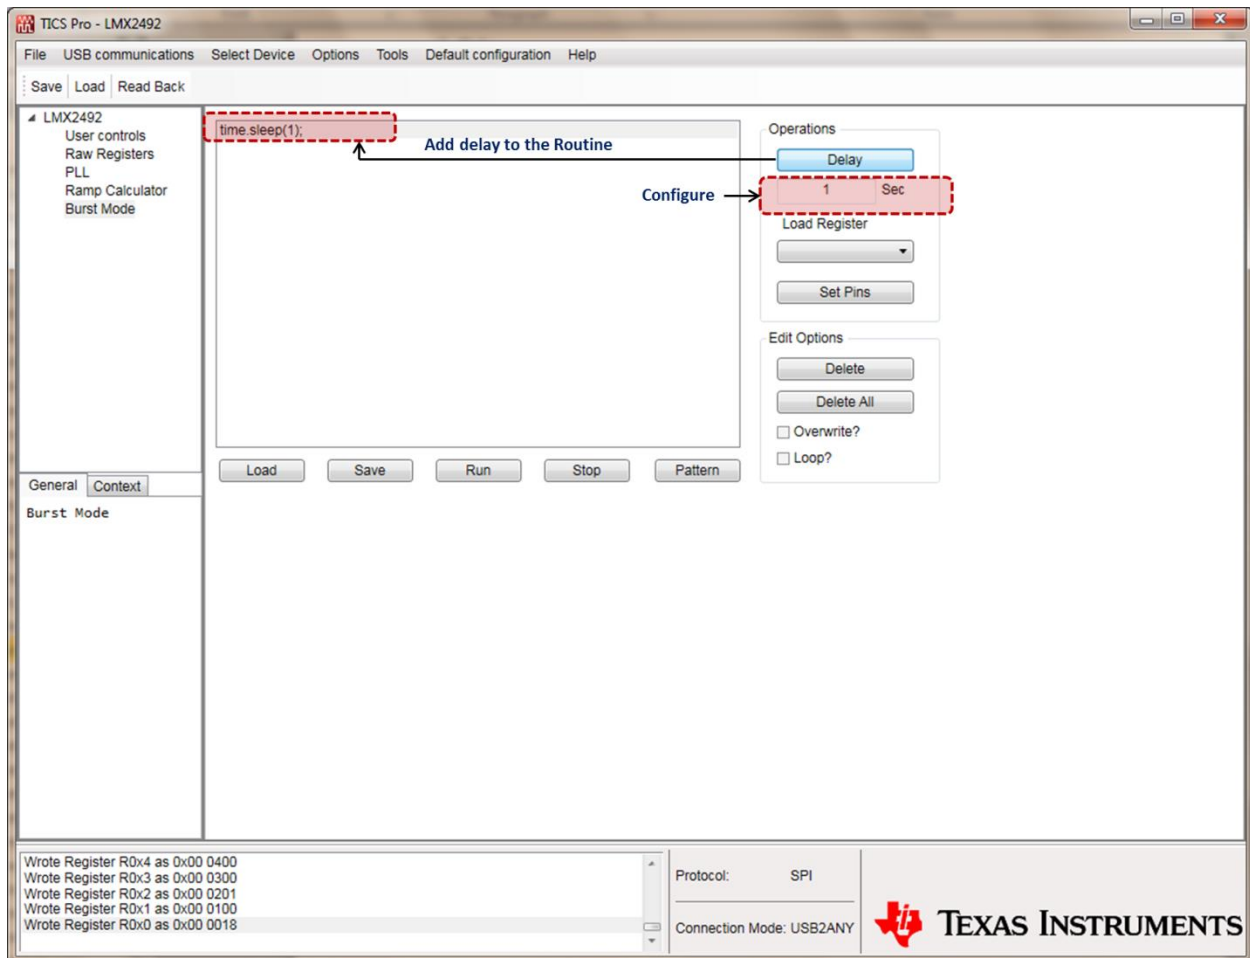 TICS Pro - LMX2492
File USB communications Select Device Options Tools Default configuration Help
Save Load Read Back
LMX2492
User controls
Raw Registers
PLL
Ramp Calculator
Burst Mode
time.sleep(1);
Add delay to the Routine
Configure
Operations
Delay
1 Sec
Load Register
Set Pins
Edit Options
Delete
Delete All
Overwrite?
Loop?
Load Save Run Stop Pattern
General Context
Burst Mode
Wrote Register R0x4 as 0x00 0400
Wrote Register R0x3 as 0x00 0300
Wrote Register R0x2 as 0x00 0201
Wrote Register R0x1 as 0x00 0100
Wrote Register R0x0 as 0x00 0018
Protocol: SPI
Connection Mode: USB2ANY
TEXAS INSTRUMENTS